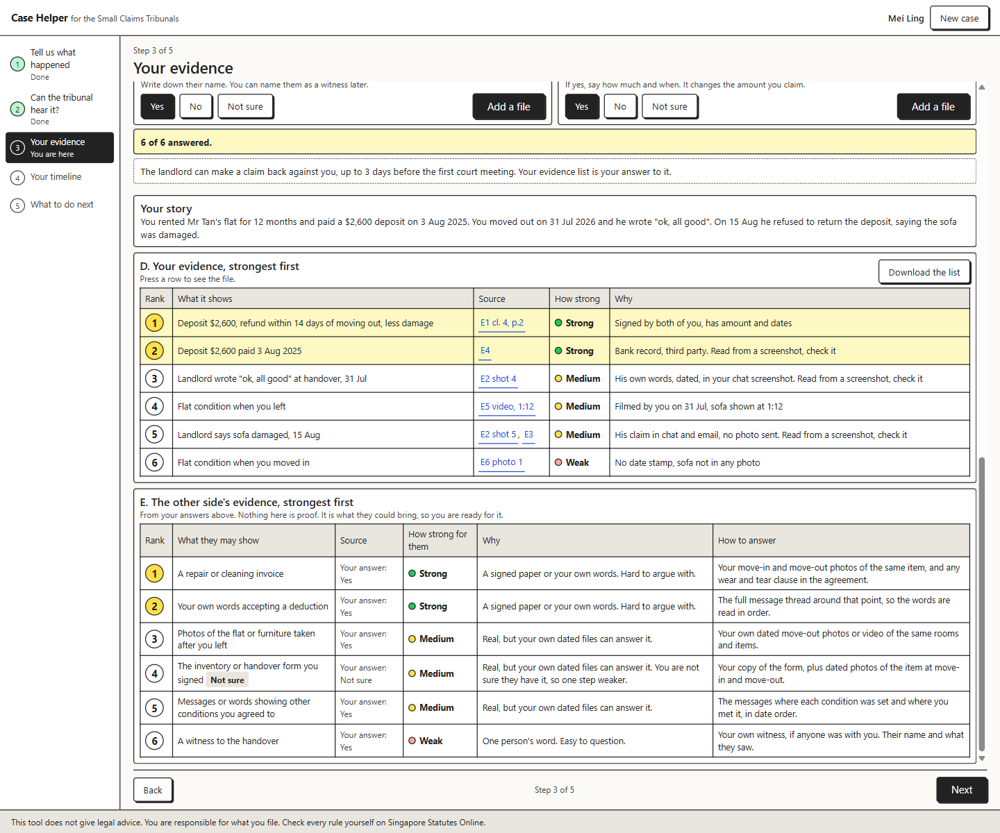 Case Helper for the Small Claims Tribunals
Mei Ling
New case
1
Tell us what
happened
Done
2
Can the tribunal
hear it?
Done
3
Your evidence
You are here
4
Your timeline
5
What to do next
Step 3 of 5
Your evidence
Write down their name. You can name them as a witness later.
Yes
No
Not sure
Add a file
If yes, say how much and when. It changes the amount you claim.
Yes
No
Not sure
Add a file
6 of 6 answered.
The landlord can make a claim back against you, up to 3 days before the first court meeting. Your evidence list is your answer to it.
Your story
You rented Mr Tan's flat for 12 months and paid a $2,600 deposit on 3 Aug 2025. You moved out on 31 Jul 2026 and he wrote "ok, all good". On 15 Aug he refused to return the deposit, saying the sofa
was damaged.
D. Your evidence, strongest first
Press a row to see the file.
Download the list
Rank What it shows Source How strong Why
1 Deposit $2,600, refund within 14 days of moving out, less damage E1 cl. 4, p.2 Strong Signed by both of you, has amount and dates
2 Deposit $2,600 paid 3 Aug 2025 E4 Strong Bank record, third party. Read from a screenshot, check it
3 Landlord wrote "ok, all good" at handover, 31 Jul E2 shot 4 Medium His own words, dated, in your chat screenshot. Read from a screenshot, check it
4 Flat condition when you left E5 video, 1:12 Medium Filmed by you on 31 Jul, sofa shown at 1:12
5 Landlord says sofa damaged, 15 Aug E2 shot 5, E3 Medium His claim in chat and email, no photo sent. Read from a screenshot, check it
6 Flat condition when you moved in E6 photo 1 Weak No date stamp, sofa not in any photo
E. The other side's evidence, strongest first
From your answers above. Nothing here is proof. It is what they could bring, so you are ready for it.
Rank
What they may show
Source
How strong for
them
Why
How to answer
1
A repair or cleaning invoice
Your answer:
Yes
Strong
A signed paper or your own words. Hard to argue with.
Your move-in and move-out photos of the same item, and any
wear and tear clause in the agreement.
2
Your own words accepting a deduction
Your answer:
Yes
Strong
A signed paper or your own words. Hard to argue with.
The full message thread around that point, so the words are
read in order.
3
Photos of the flat or furniture taken
after you left
Your answer:
Yes
Medium
Real, but your own dated files can answer it.
Your own dated move-out photos or video of the same rooms
and items.
4
The inventory or handover form you
signed Not sure
Your answer:
Not sure
Medium
Real, but your own dated files can answer it. You are not
sure they have it, so one step weaker.
Your copy of the form, plus dated photos of the item at move-
in and move-out.
5
Messages or words showing other
conditions you agreed to
Your answer:
Yes
Medium
Real, but your own dated files can answer it.
The messages where each condition was set and where you
met it, in date order.
6
A witness to the handover
Your answer:
Yes
Weak
One person's word. Easy to question.
Your own witness, if anyone was with you. Their name and what
they saw.
Back
Step 3 of 5
Next
This tool does not give legal advice. You are responsible for what you file. Check every rule yourself on Singapore Statutes Online.